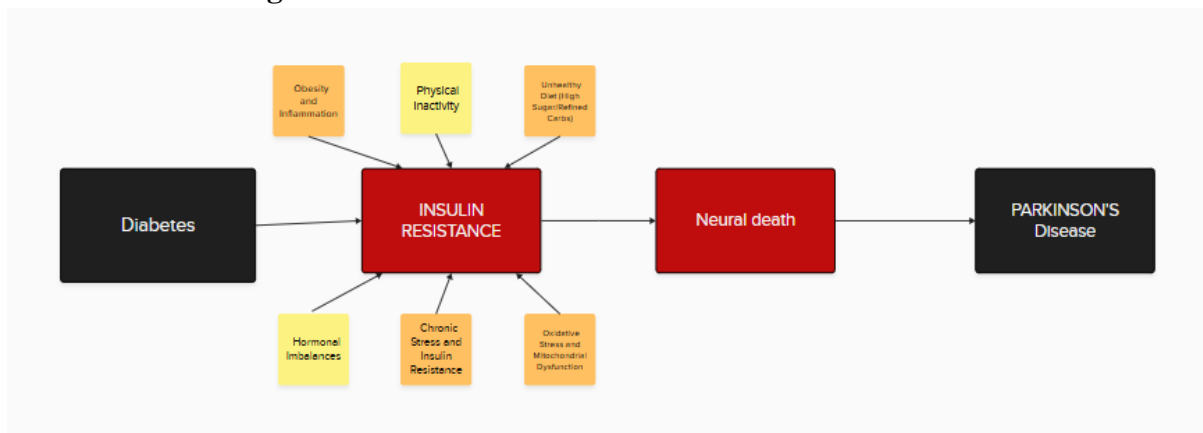 Obesity
and
Inflammation
Physical
Inactivity
Unhealthy
Diet (High
Sugar/Refined
Carbs)
Diabetes
INSULIN
RESISTANCE
Neural death
PARKINSON'S
Disease
Hormonal
Imbalances
Chronic
Stress and
Insulin
Resistance
Oxidative
Stress and
Mitochondrial
Dysfunction